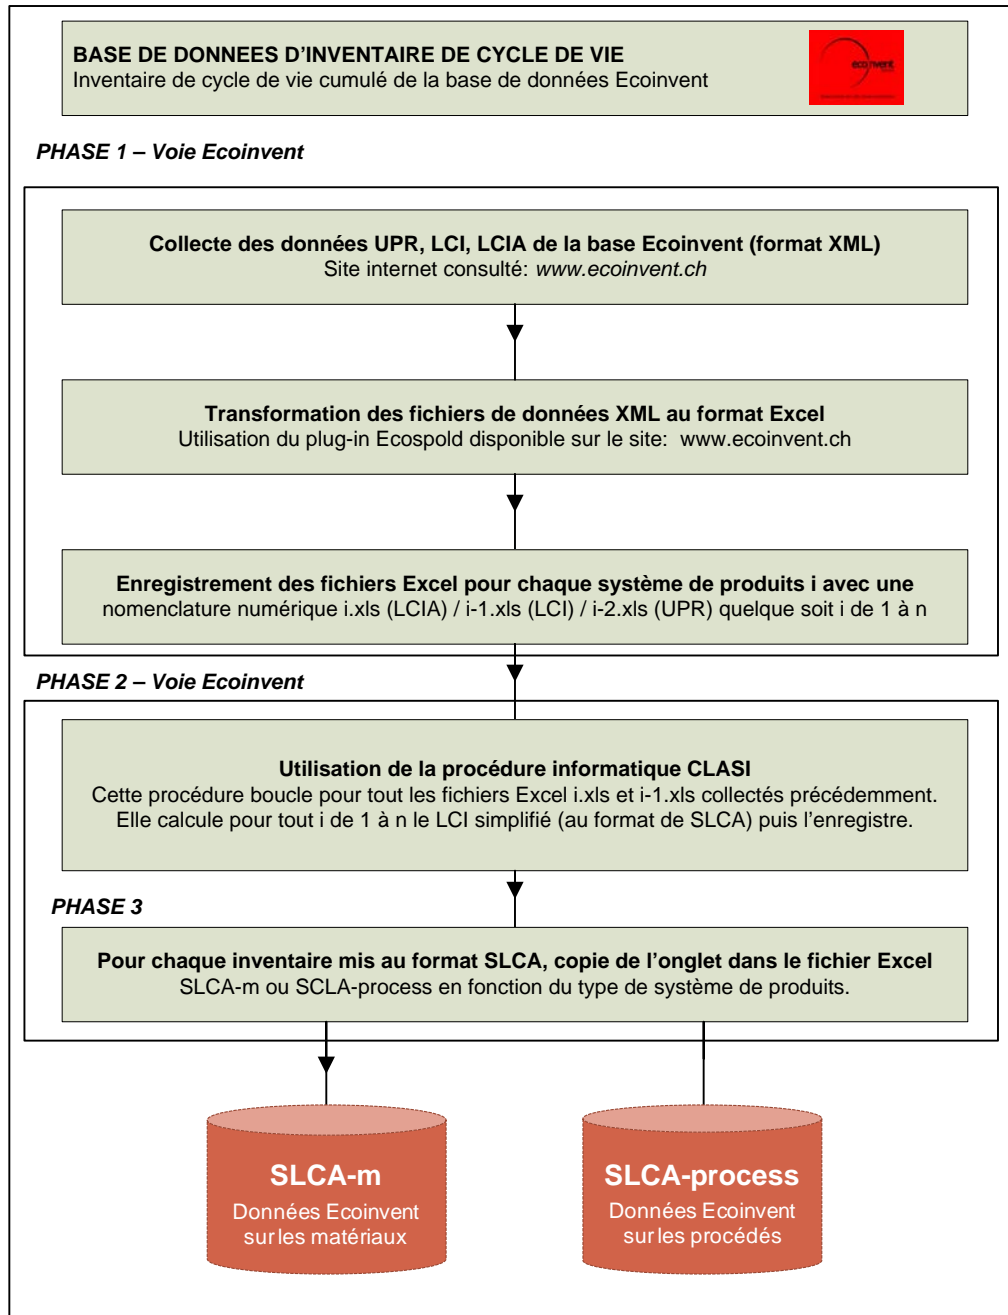 BASE DE DONNEES D'INVENTAIRE DE CYCLE DE VIE
Inventaire de cycle de vie cumulé de la base de données Ecoinvent
PHASE 1 – Voie Ecoinvent
Collecte des données UPR, LCI, LCIA de la base Ecoinvent (format XML)
Site internet consulté: www.ecoinvent.ch
Transformation des fichiers de données XML au format Excel
Utilisation du plug-in Ecospold disponible sur le site: www.ecoinvent.ch
Enregistrement des fichiers Excel pour chaque système de produits i avec une
nomenclature numérique i.xls (LCIA) / i-1.xls (LCI) / i-2.xls (UPR) quelque soit i de 1 à n
PHASE 2 – Voie Ecoinvent
Utilisation de la procédure informatique CLASI
Cette procédure boucle pour tout les fichiers Excel i.xls et i-1.xls collectés précédemment.
Elle calcule pour tout i de 1 à n le LCI simplifié (au format de SLCA) puis l'enregistre.
PHASE 3
Pour chaque inventaire mis au format SLCA, copie de l'onglet dans le fichier Excel
SLCA-m ou SCLA-process en fonction du type de système de produits.
SLCA-m
Données Ecoinvent
sur les matériaux
SLCA-process
Données Ecoinvent
sur les procédés